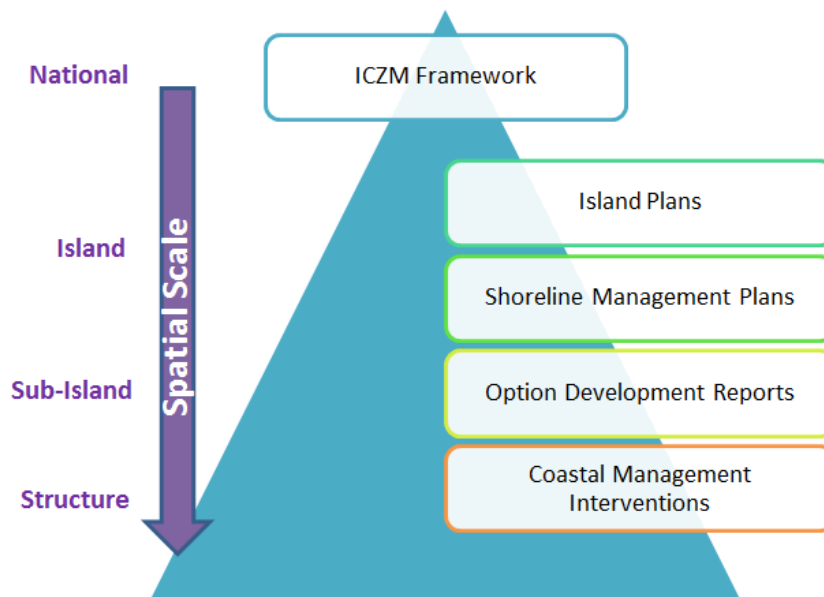 National
ICZM Framework
Island Plans
Island
Shoreline Management Plans
Sub-Island
Option Development Reports
Structure
Coastal Management
Interventions
Spatial Scale